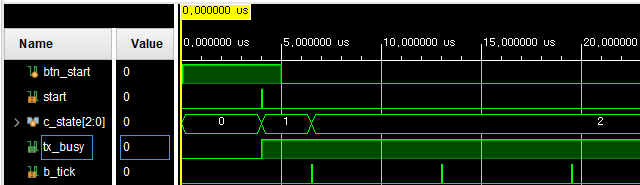 0,000000 us
Name Value
0,000000 us 5,000000 us 10,000000 us 15,000000 us 20,000000
btn_start 0
start 0
c_state[2:0] 0 0 1 2
tx_busy 0
b_tick 0